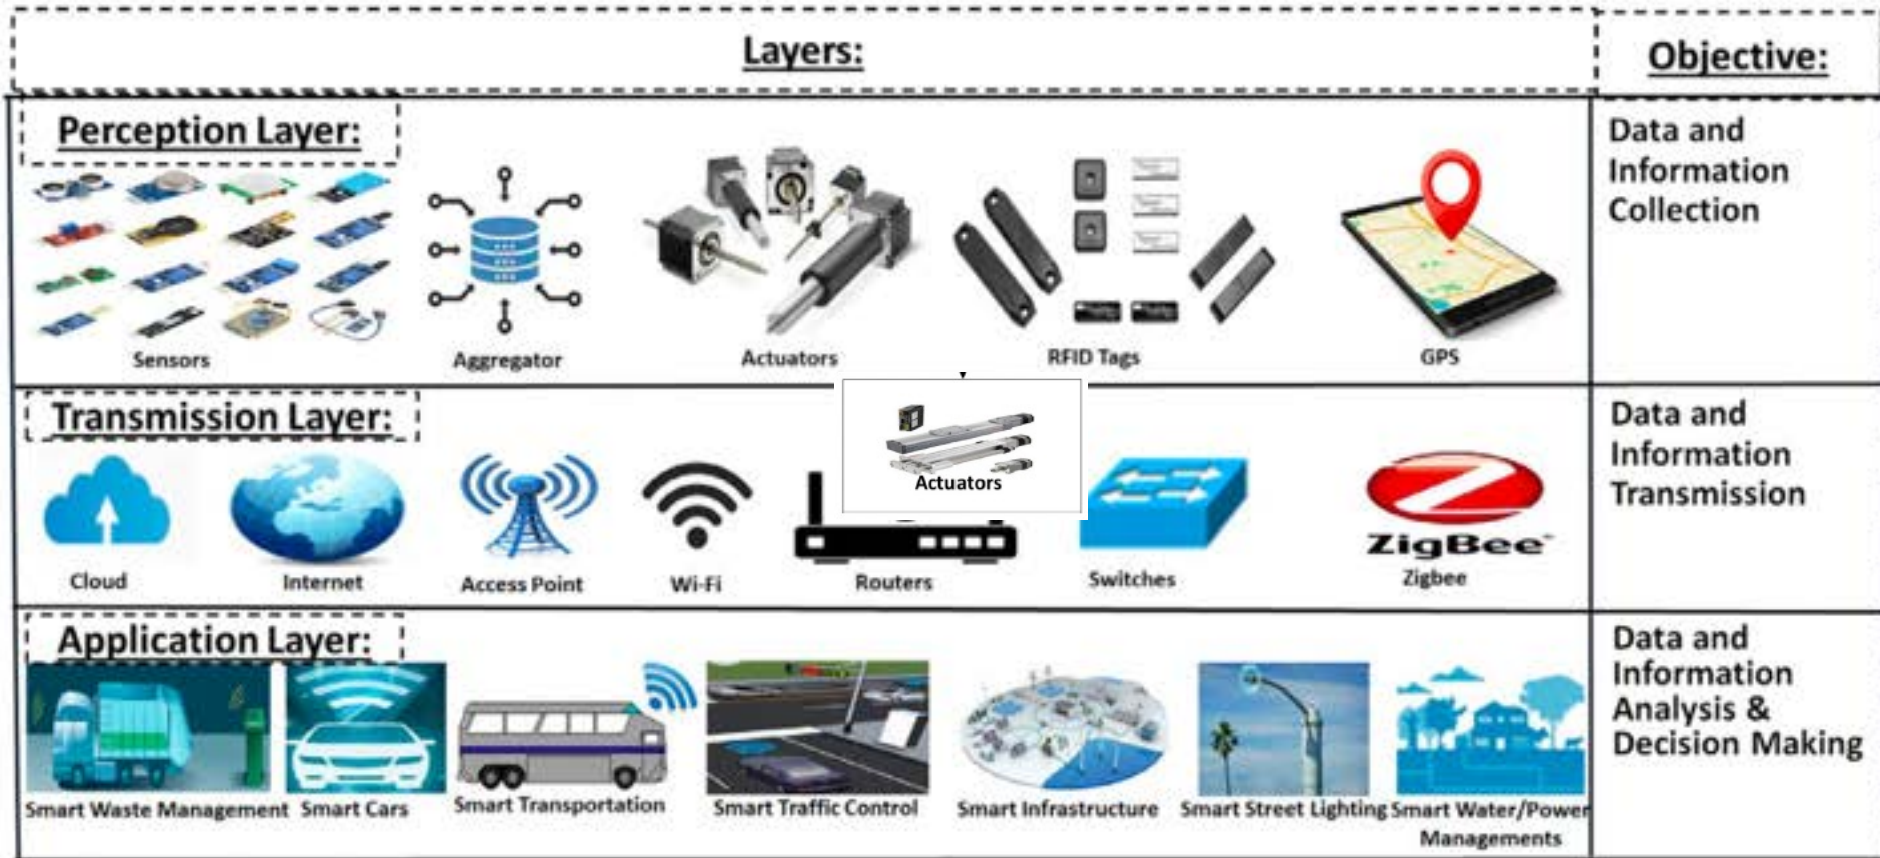 Layers:
Objective:
Perception Layer:
Data and
Information
Collection
Sensors
Aggregator
Actuators
RFID Tags
GPS
Transmission Layer:
Data and
Information
Transmission
Actuators
ZigBee
Cloud
Internet
Access Point
Wi-Fi
Routers
Switches
Zigbee
Application Layer:
Data and
Information
Analysis &
Decision Making
Smart Waste Management
Smart Cars
Smart Transportation
Smart Traffic Control
Smart Infrastructure
Smart Street Lighting
Smart Water/Power
Managements